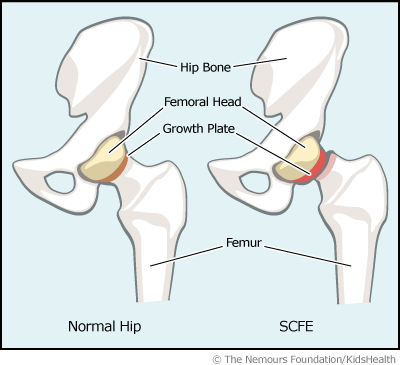 Hip Bone
Femoral Head
Growth Plate
Femur
Normal Hip
SCFE
© The Nemours Foundation/KidsHealth